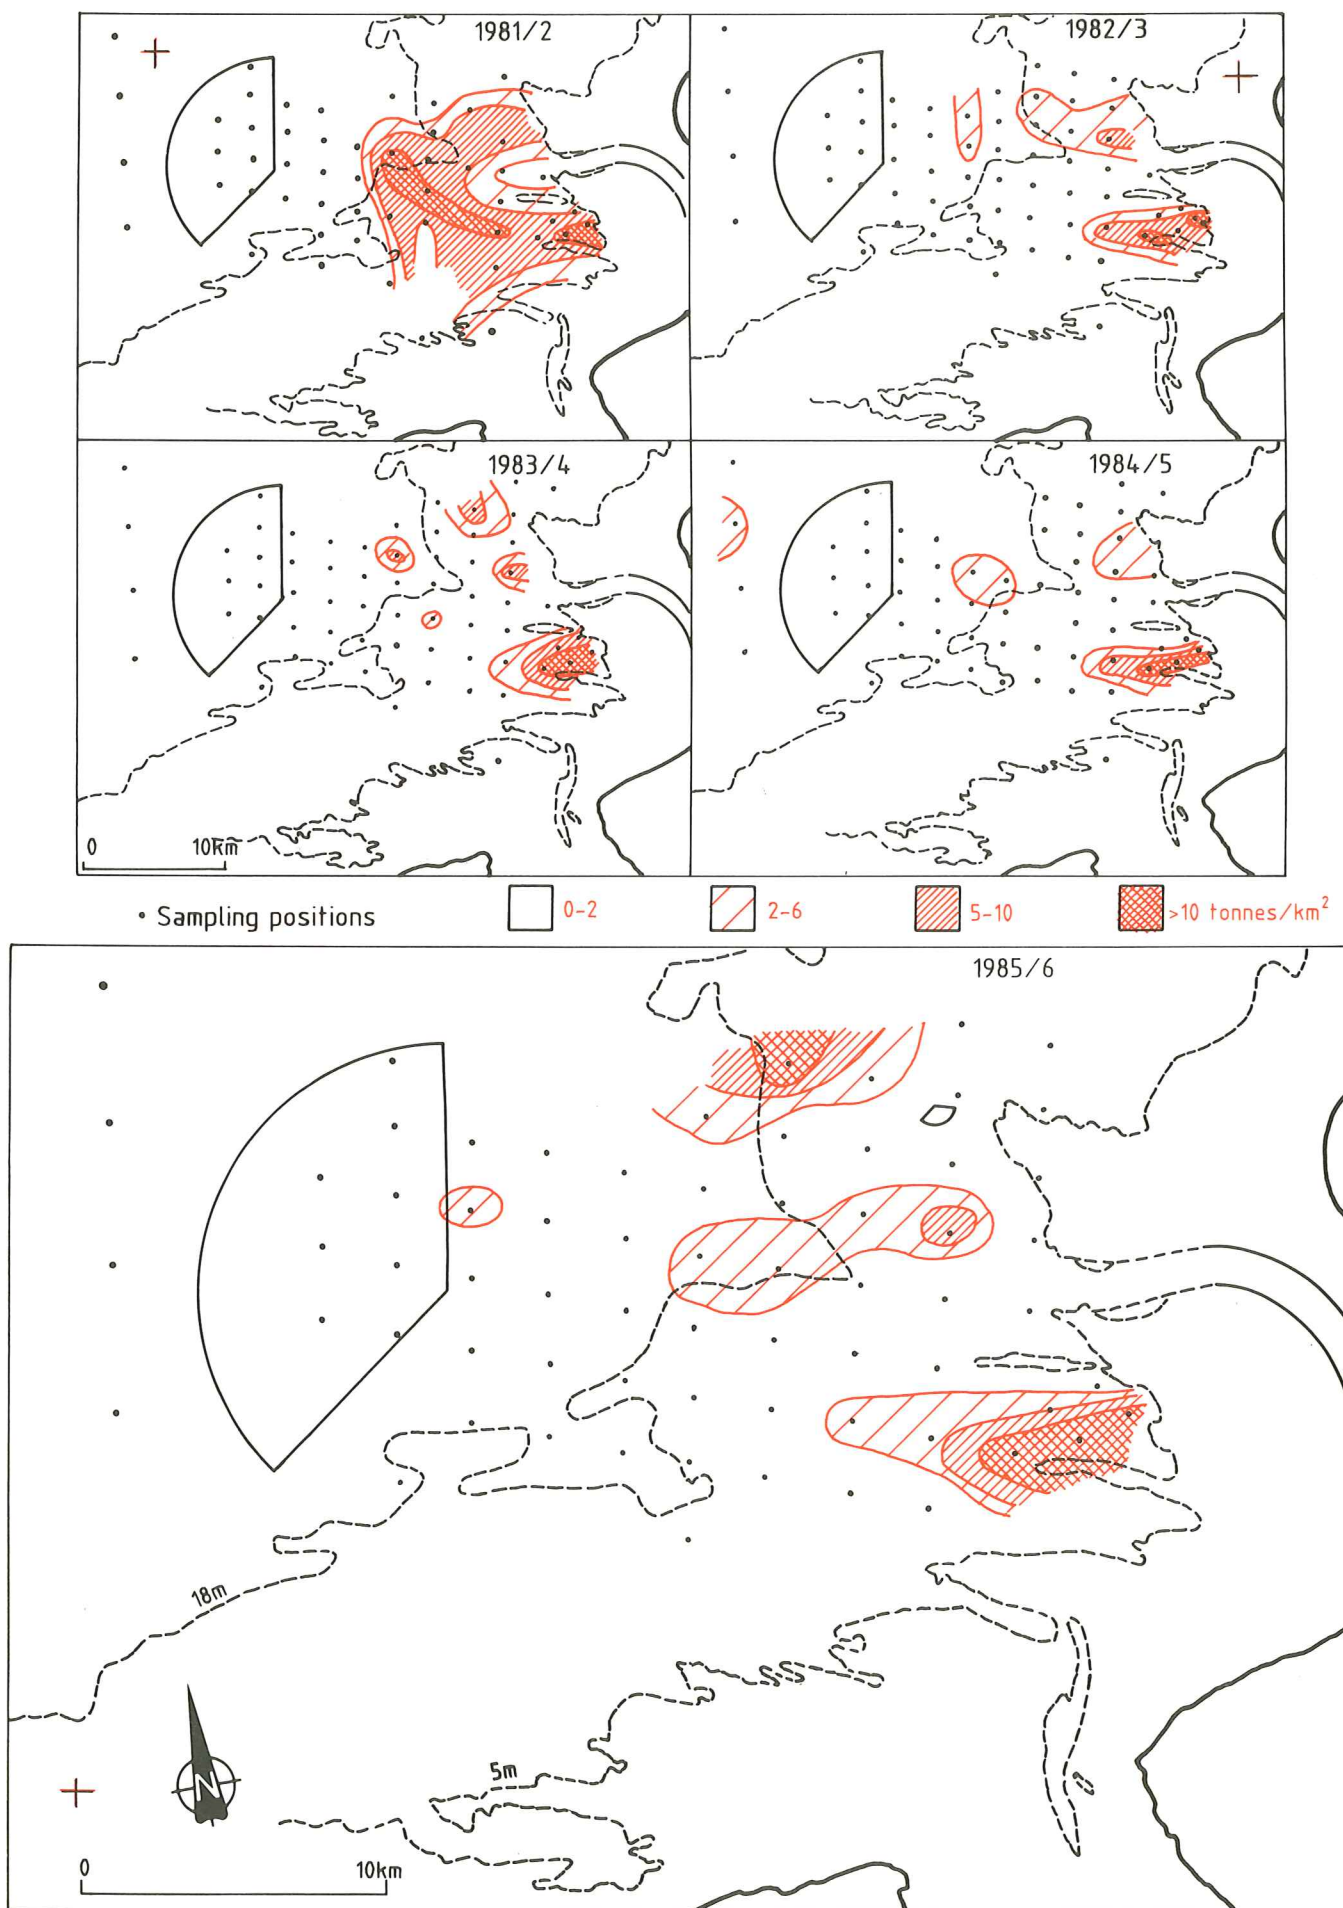 1981/2
1982/3
1983/4
1984/5
0 10km
• Sampling positions 0-2 2-6 5-10 >10 tonnes/km²
1985/6
18m
5m
N
0 10km